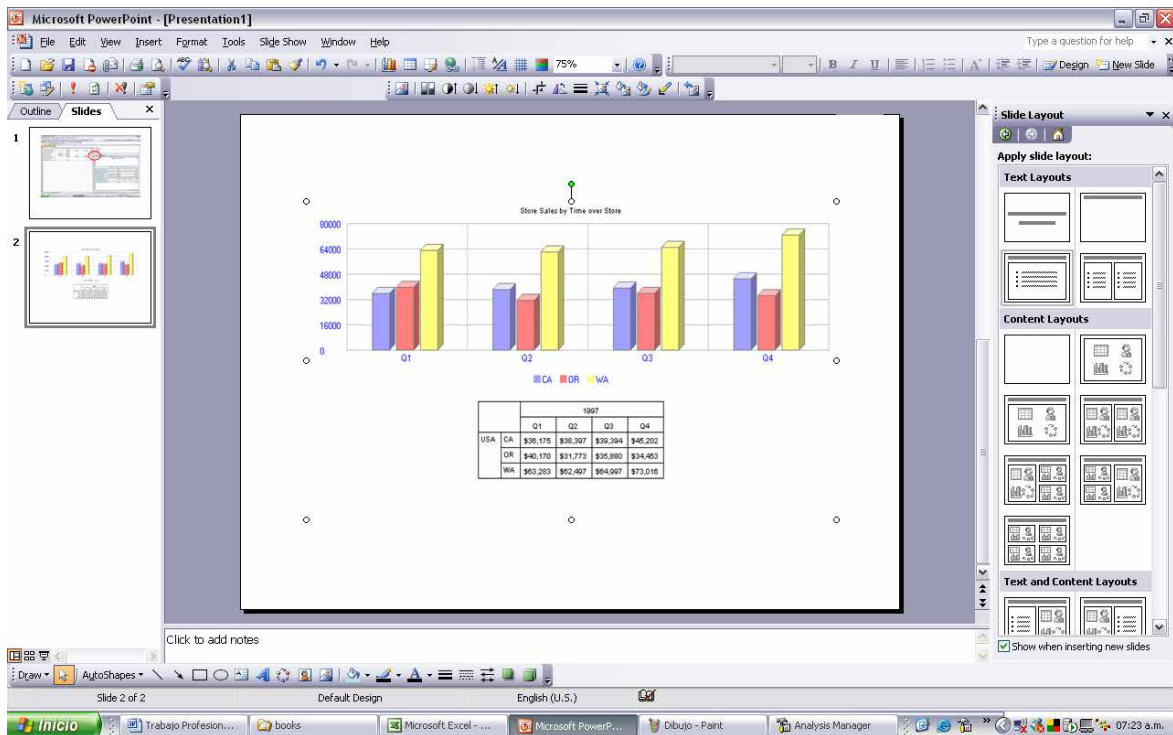 Microsoft PowerPoint - [Presentation1]
File Edit View Insert Format Tools Slide Show Window Help
Type a question for help
75%
B I U
Design New Slide
Outline Slides
1
2
Store Sales by Time over Store
80000
64000
48000
32000
16000
0
Q1 Q2 Q3 Q4
CA OR WA
1997
Q1 Q2 Q3 Q4
USA CA $36,175 $38,397 $39,394 $45,202
OR $40,170 $31,773 $35,880 $34,453
WA $63,283 $62,497 $64,997 $73,016
Slide Layout
Apply slide layout:
Text Layouts
Content Layouts
Text and Content Layouts
Show when inserting new slides
Click to add notes
Draw AutoShapes
Slide 2 of 2 Default Design English (U.S.)
Inicio Trabajo Profesion... books Microsoft Excel - ... Microsoft PowerP... Dibujo - Paint Analysis Manager 07:23 a.m.